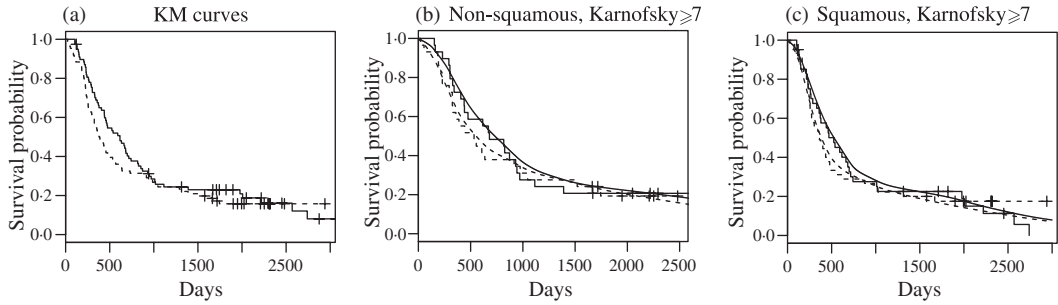 (a) KM curves
Survival probability
1·0
0·8
0·6
0·4
0·2
0·0
0 500 1500 2500
Days
(b) Non-squamous, Karnofsky⩾7
Survival probability
1·0
0·8
0·6
0·4
0·2
0·0
0 500 1000 1500 2000 2500
Days
(c) Squamous, Karnofsky⩾7
Survival probability
1·0
0·8
0·6
0·4
0·2
0·0
0 500 1500 2500
Days